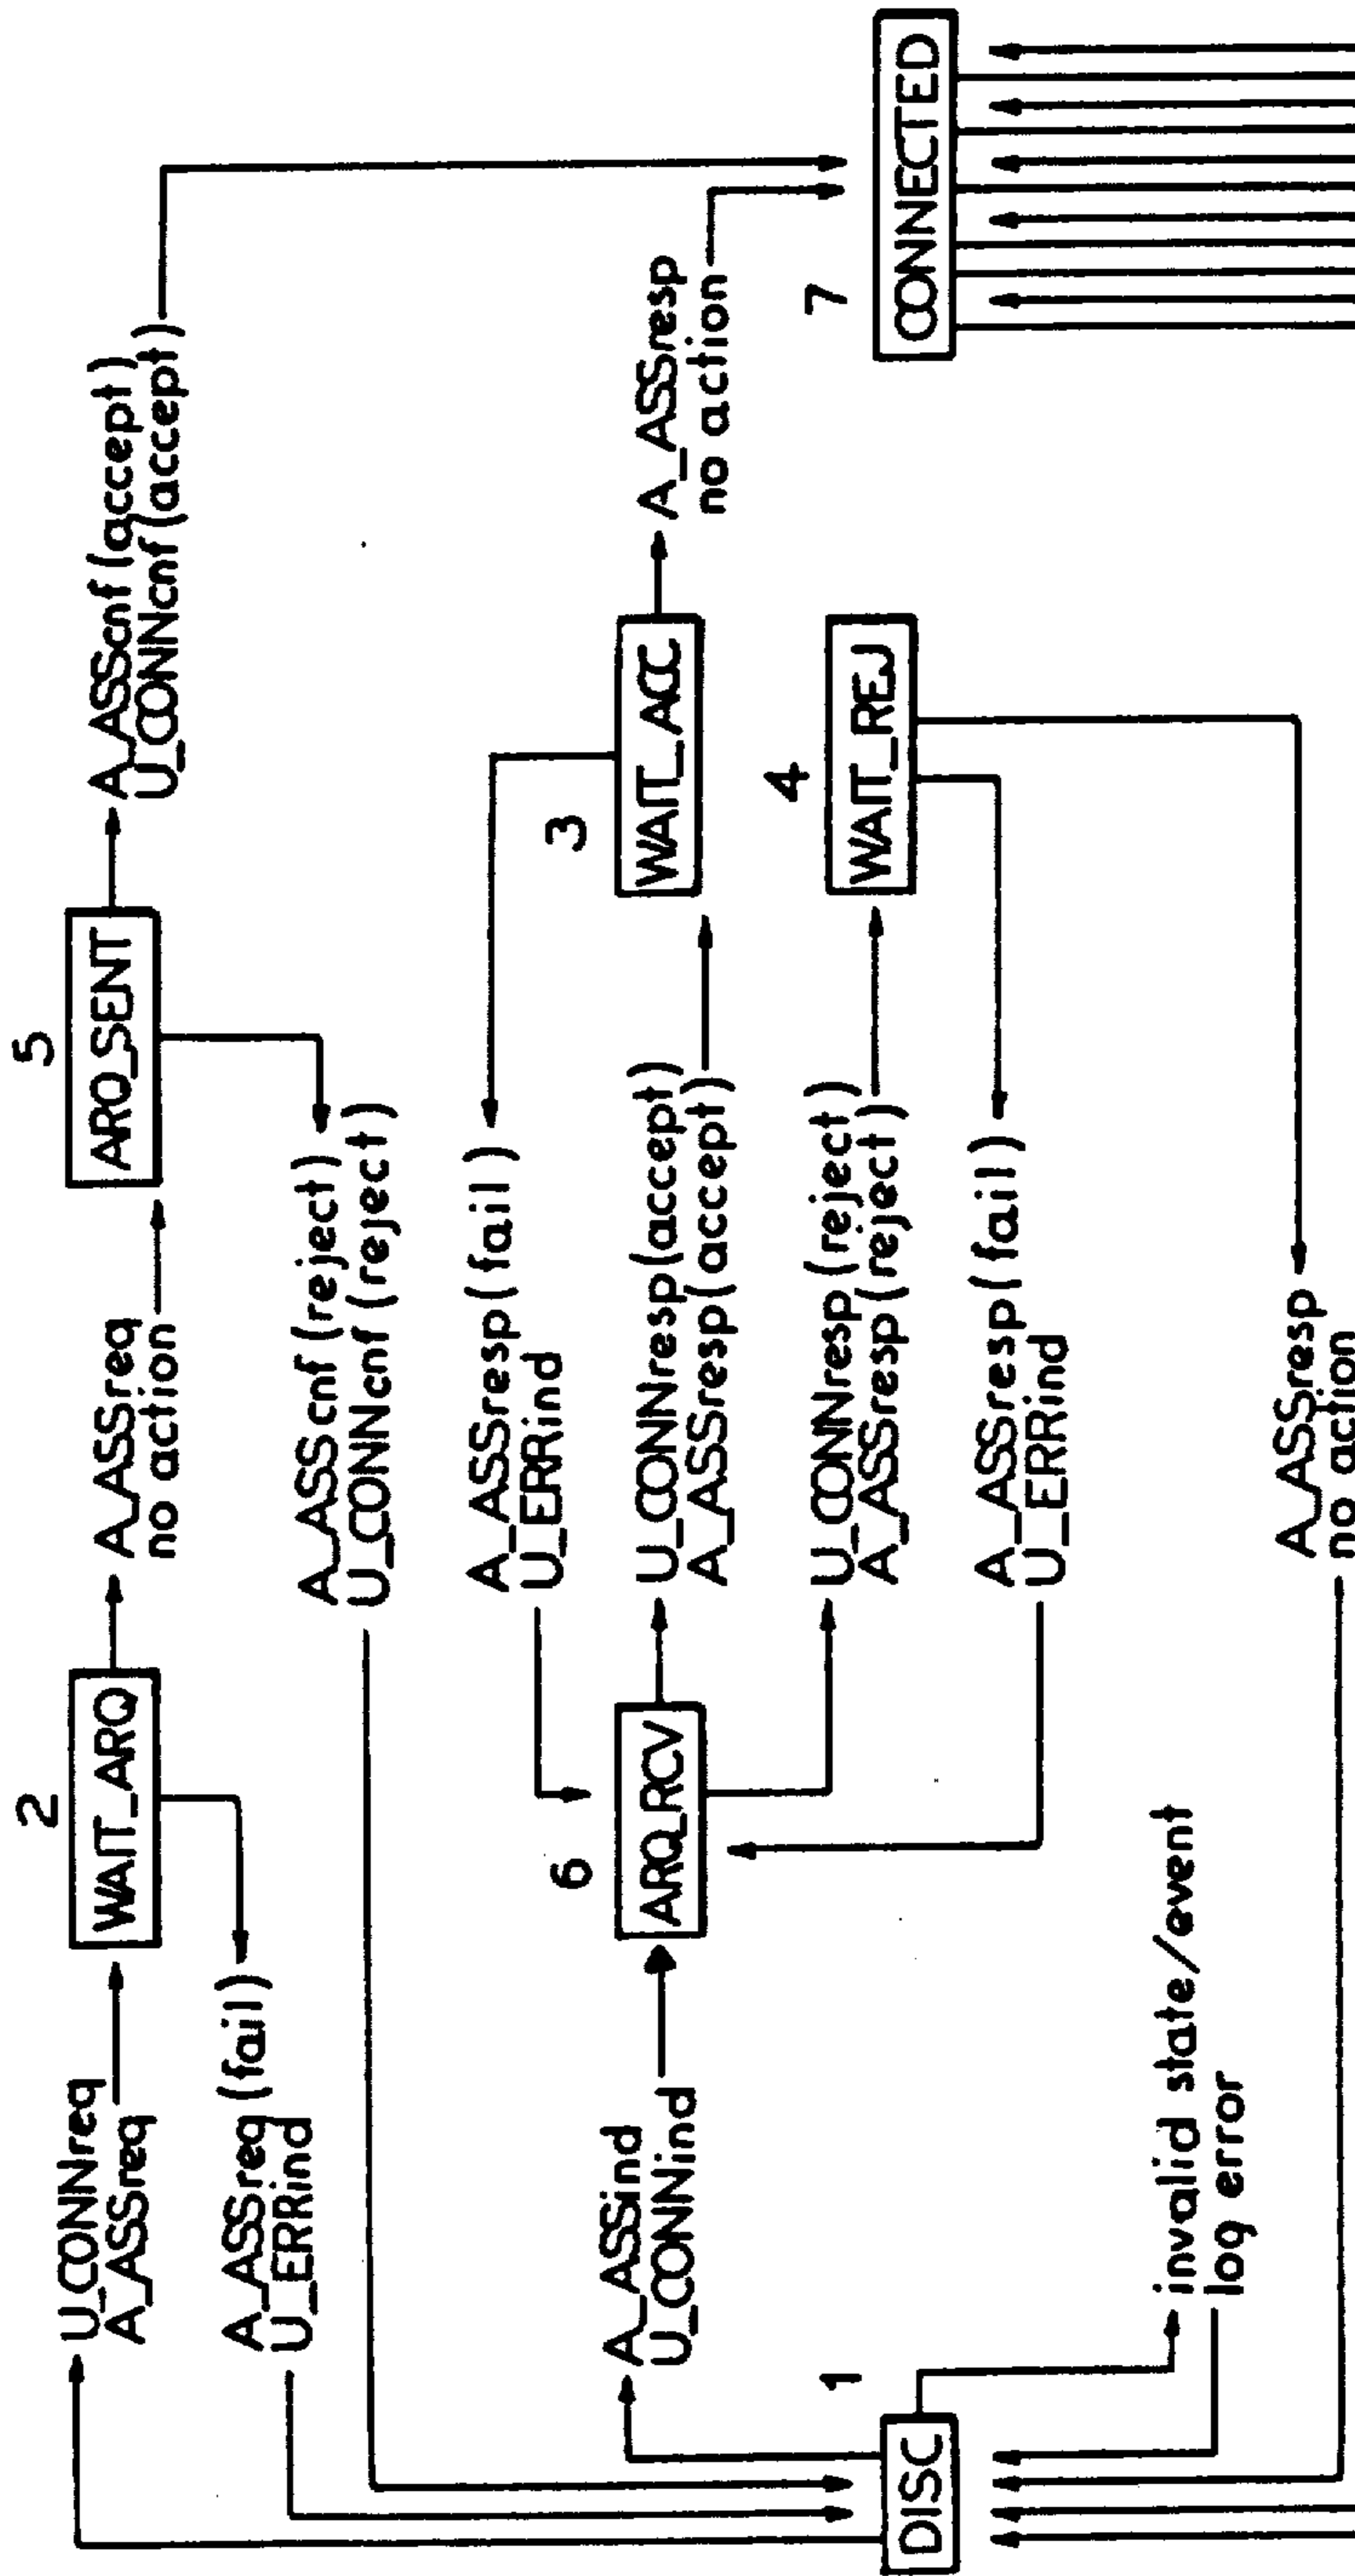 5
2
ARQ_SENT
WAIT_ARQ
U_CONNreq
A_ASSreq
A_ASSreq
no action
A_ASScnf(accept)
U_CONNcnf(accept)
A_ASSreq(fail)
U_ERRind
A_ASScnf(reject)
U_CONNcnf(reject)
A_ASSresp(fail)
U_ERRind
3
WAIT_ACC
6
ARQ_RCV
A_ASSind
U_CONNind
U_CONNresp(accept)
A_ASSresp(accept)
A_ASSresp
no action
4
WAIT_REJ
U_CONNresp(reject)
A_ASSresp(reject)
7
CONNECTED
1
DISC
A_ASSresp(fail)
U_ERRind
invalid state/event
log error
A_ASSresp
no action